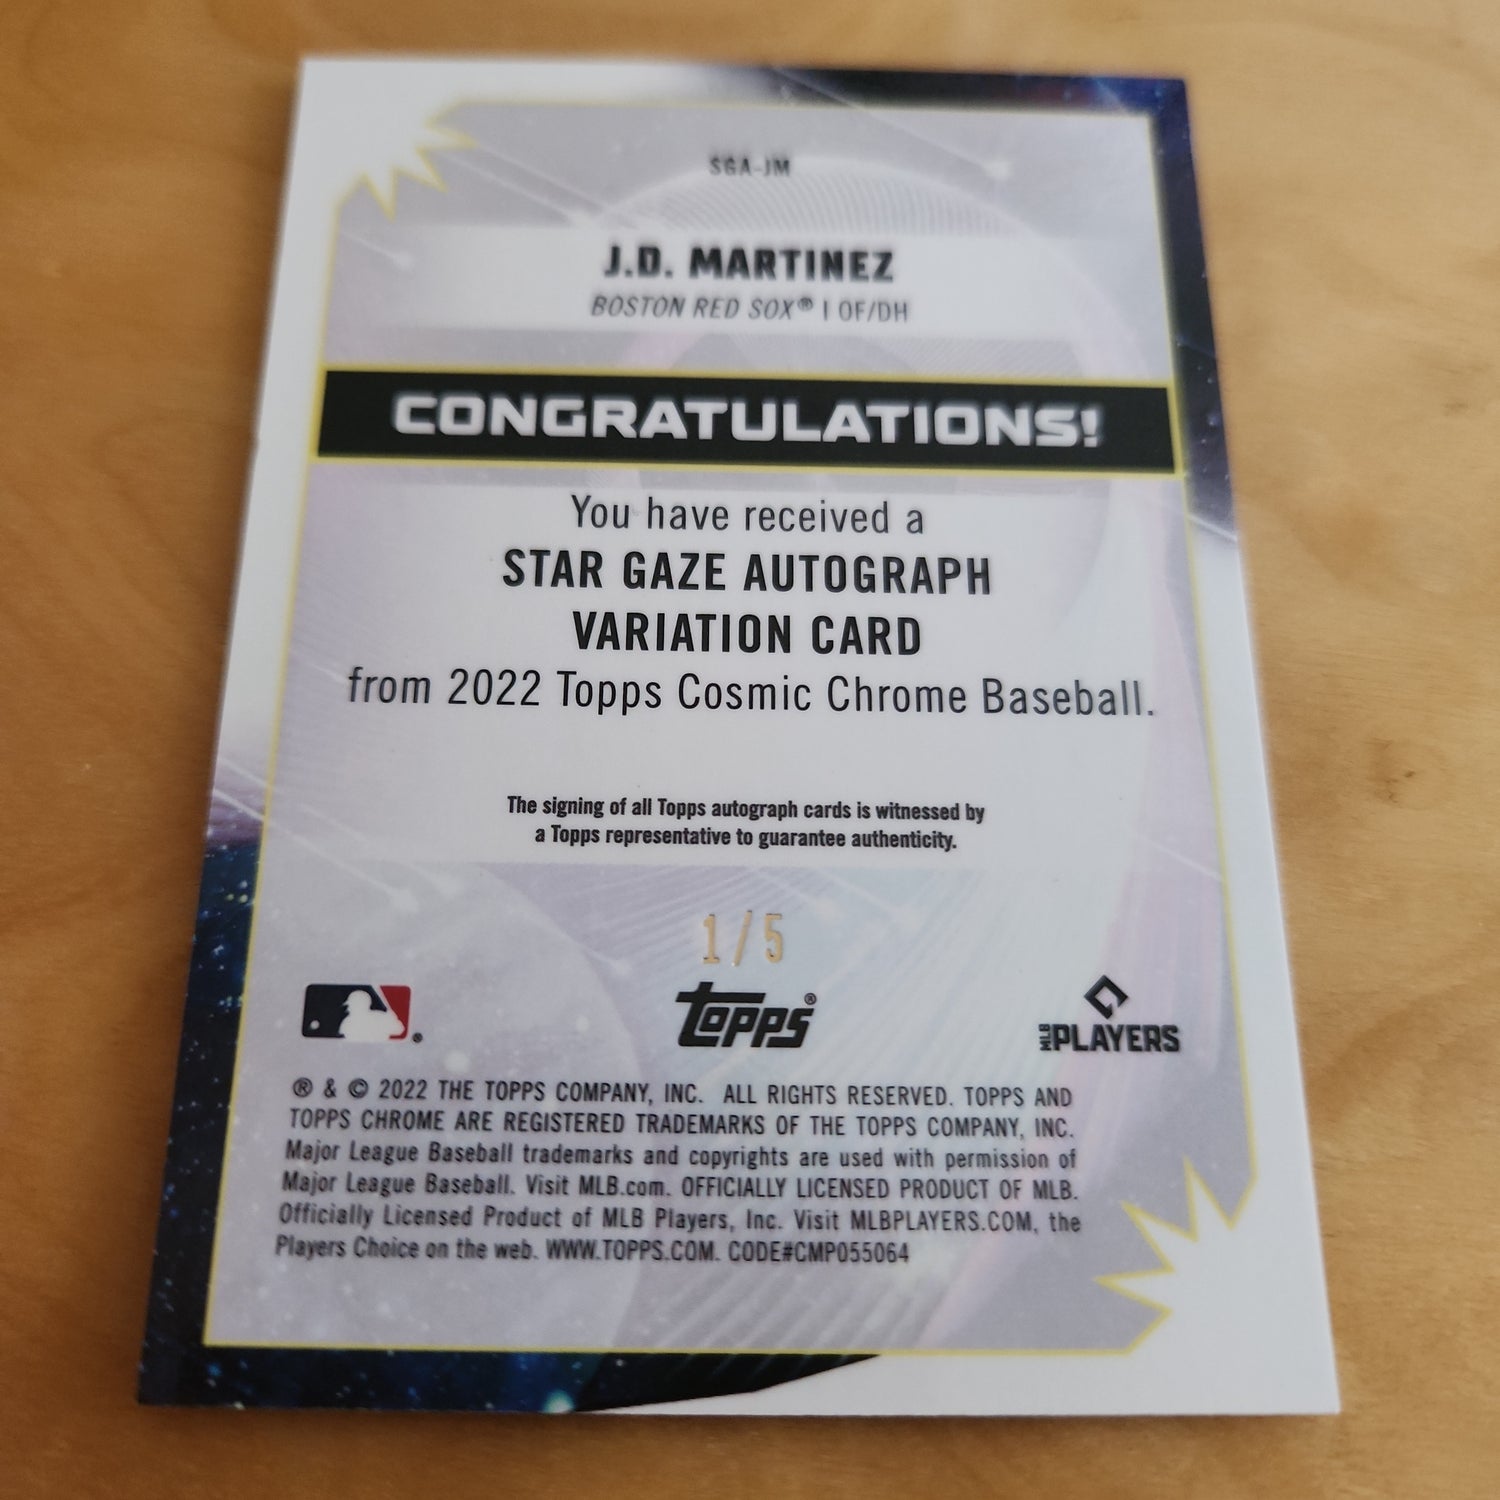 SGA-JM
J.D. MARTINEZ
BOSTON RED SOX® | OF/DH
CONGRATULATIONS!
You have received a
STAR GAZE AUTOGRAPH
VARIATION CARD
from 2022 Topps Cosmic Chrome Baseball.
The signing of all Topps autograph cards is witnessed by
a Topps representative to guarantee authenticity.
1/5
Topps®
MLB PLAYERS
® & © 2022 THE TOPPS COMPANY, INC. ALL RIGHTS RESERVED. TOPPS AND
TOPPS CHROME ARE REGISTERED TRADEMARKS OF THE TOPPS COMPANY, INC.
Major League Baseball trademarks and copyrights are used with permission of
Major League Baseball. Visit MLB.com. OFFICIALLY LICENSED PRODUCT OF MLB.
Officially Licensed Product of MLB Players, Inc. Visit MLBPLAYERS.COM, the
Players Choice on the web. WWW.TOPPS.COM. CODE#CMP055064